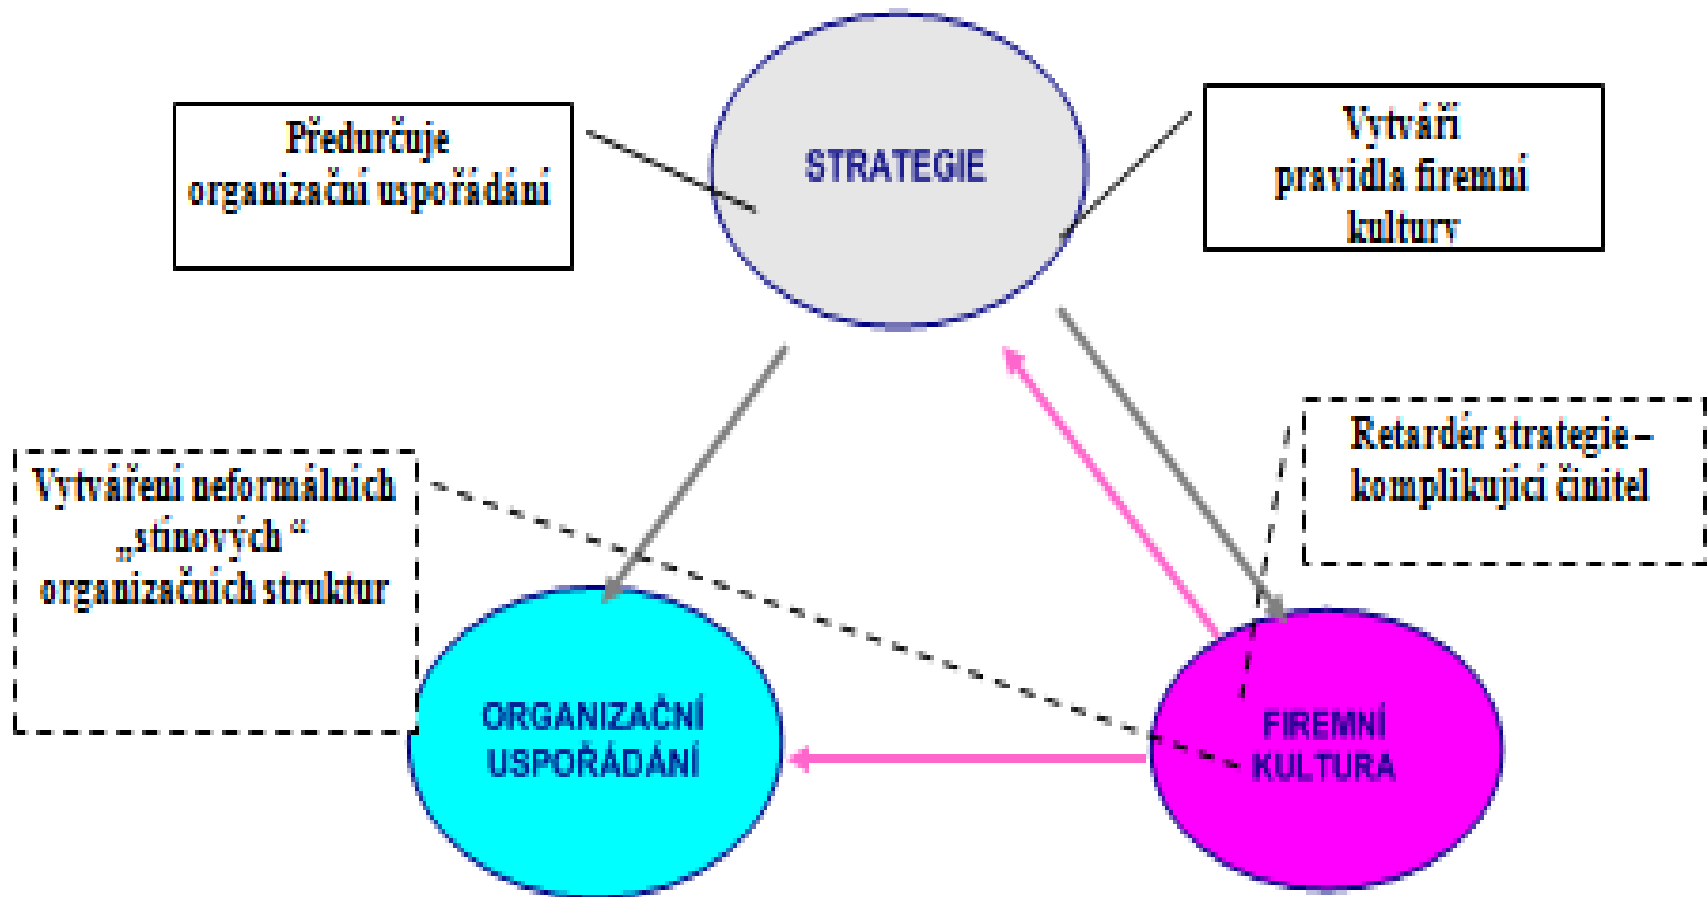 Předurčuje
organizační uspořádání
STRATEGIE
Vytváří
pravidla firemní
kultury
Vytváření neformálních
„stínových “
organizačních struktur
Retardér strategie –
komplikující činitel
ORGANIZAČNÍ
USPOŘÁDÁNÍ
FIREMNÍ
KULTURA